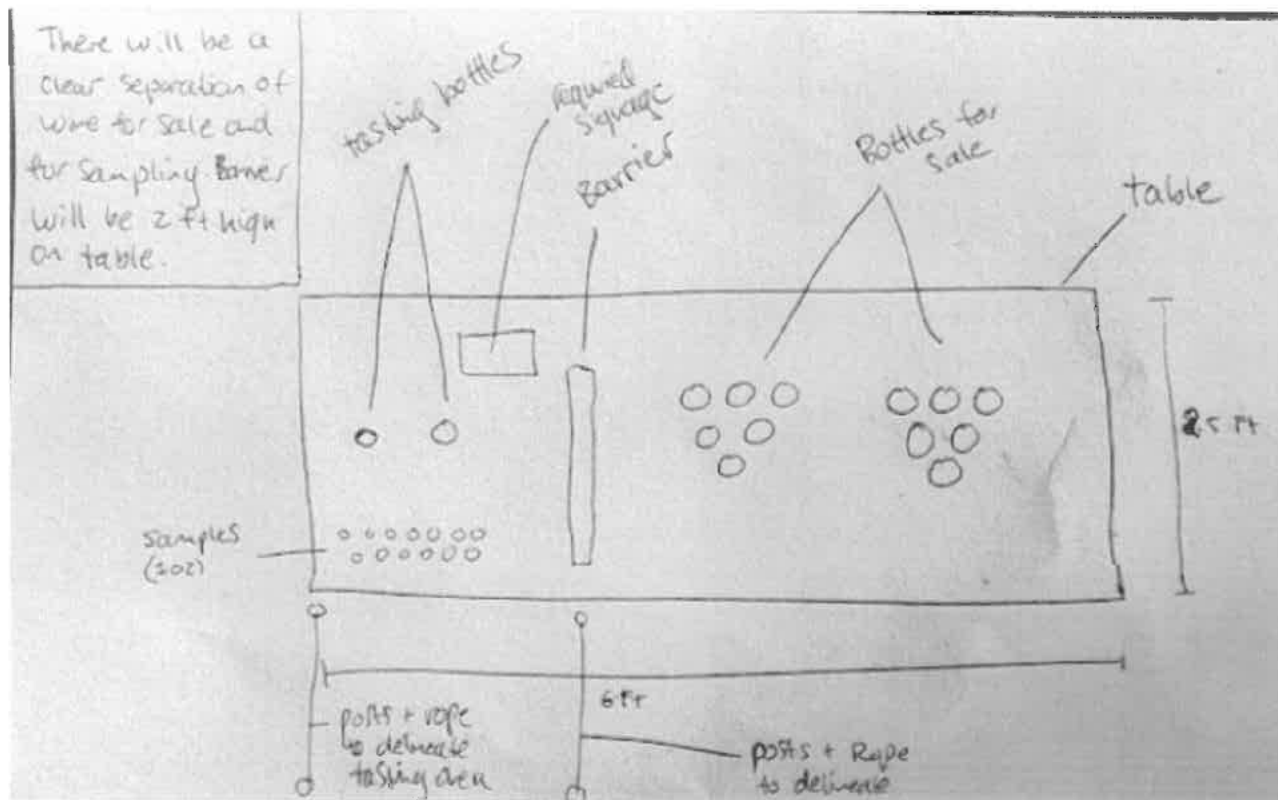 There will be a
clear separation of
wine for sale and
for sampling. Barrier
will be 2 ft high
on table.
tasting bottles
required
signage
Barrier
Bottles for
sale
table
2.5 ft
samples
(1oz)
6 ft
posts + rope
to delineate
tasting area
posts + Rope
to delineate